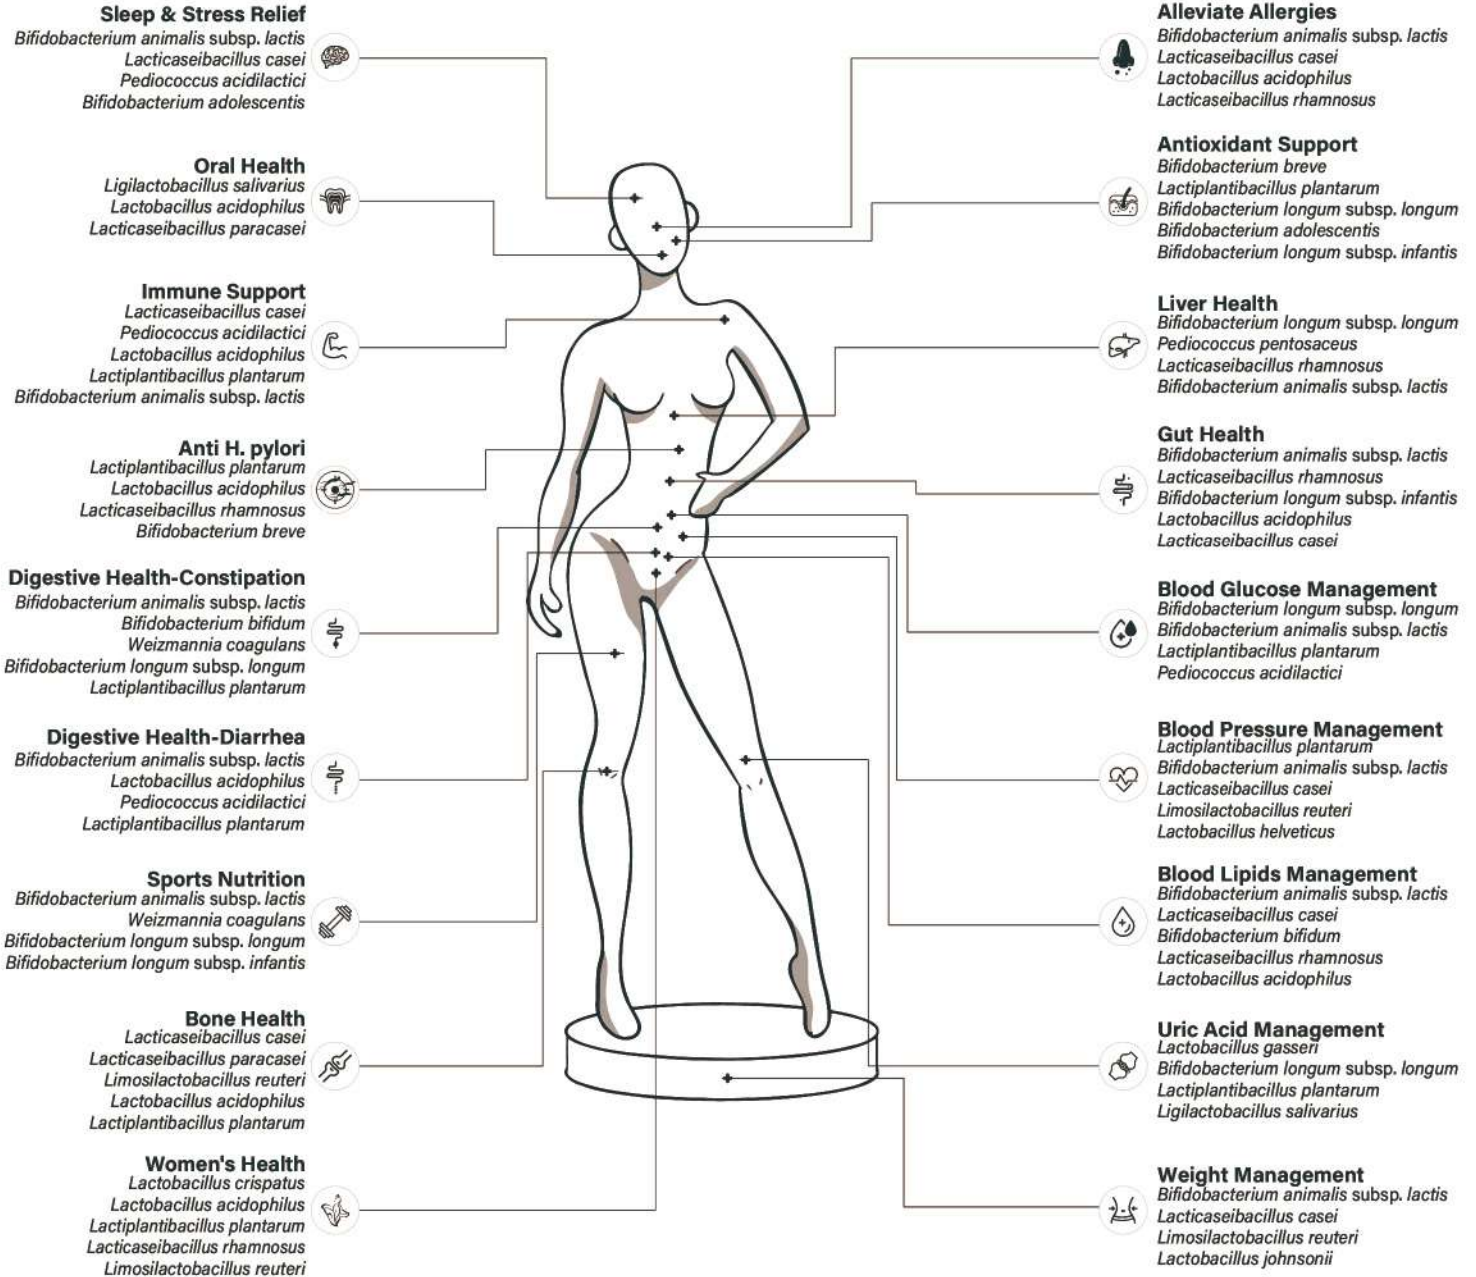 Sleep & Stress Relief
Bifidobacterium animalis subsp. lactis
Lacticaseibacillus casei
Pediococcus acidilactici
Bifidobacterium adolescentis
Oral Health
Ligilactobacillus salivarius
Lactobacillus acidophilus
Lacticaseibacillus paracasei
Immune Support
Lacticaseibacillus casei
Pediococcus acidilactici
Lactobacillus acidophilus
Lactiplantibacillus plantarum
Bifidobacterium animalis subsp. lactis
Anti H. pylori
Lactiplantibacillus plantarum
Lactobacillus acidophilus
Lacticaseibacillus rhamnosus
Bifidobacterium breve
Digestive Health-Constipation
Bifidobacterium animalis subsp. lactis
Bifidobacterium bifidum
Weizmannia coagulans
Bifidobacterium longum subsp. longum
Lactiplantibacillus plantarum
Digestive Health-Diarrhea
Bifidobacterium animalis subsp. lactis
Lactobacillus acidophilus
Pediococcus acidilactici
Lactiplantibacillus plantarum
Sports Nutrition
Bifidobacterium animalis subsp. lactis
Weizmannia coagulans
Bifidobacterium longum subsp. longum
Bifidobacterium longum subsp. infantis
Bone Health
Lacticaseibacillus casei
Lacticaseibacillus paracasei
Limosilactobacillus reuteri
Lactobacillus acidophilus
Lactiplantibacillus plantarum
Women's Health
Lactobacillus crispatus
Lactobacillus acidophilus
Lactiplantibacillus plantarum
Lacticaseibacillus rhamnosus
Limosilactobacillus reuteri
Alleviate Allergies
Bifidobacterium animalis subsp. lactis
Lacticaseibacillus casei
Lactobacillus acidophilus
Lacticaseibacillus rhamnosus
Antioxidant Support
Bifidobacterium breve
Lactiplantibacillus plantarum
Bifidobacterium longum subsp. longum
Bifidobacterium adolescentis
Bifidobacterium longum subsp. infantis
Liver Health
Bifidobacterium longum subsp. longum
Pediococcus pentosaceus
Lacticaseibacillus rhamnosus
Bifidobacterium animalis subsp. lactis
Gut Health
Bifidobacterium animalis subsp. lactis
Lacticaseibacillus rhamnosus
Bifidobacterium longum subsp. infantis
Lactobacillus acidophilus
Lacticaseibacillus casei
Blood Glucose Management
Bifidobacterium longum subsp. longum
Bifidobacterium animalis subsp. lactis
Lactiplantibacillus plantarum
Pediococcus acidilactici
Blood Pressure Management
Lactiplantibacillus plantarum
Bifidobacterium animalis subsp. lactis
Lacticaseibacillus casei
Limosilactobacillus reuteri
Lactobacillus helveticus
Blood Lipids Management
Bifidobacterium animalis subsp. lactis
Lacticaseibacillus casei
Bifidobacterium bifidum
Lacticaseibacillus rhamnosus
Lactobacillus acidophilus
Uric Acid Management
Lactobacillus gasseri
Bifidobacterium longum subsp. longum
Lactiplantibacillus plantarum
Ligilactobacillus salivarius
Weight Management
Bifidobacterium animalis subsp. lactis
Lacticaseibacillus casei
Limosilactobacillus reuteri
Lactobacillus johnsonii